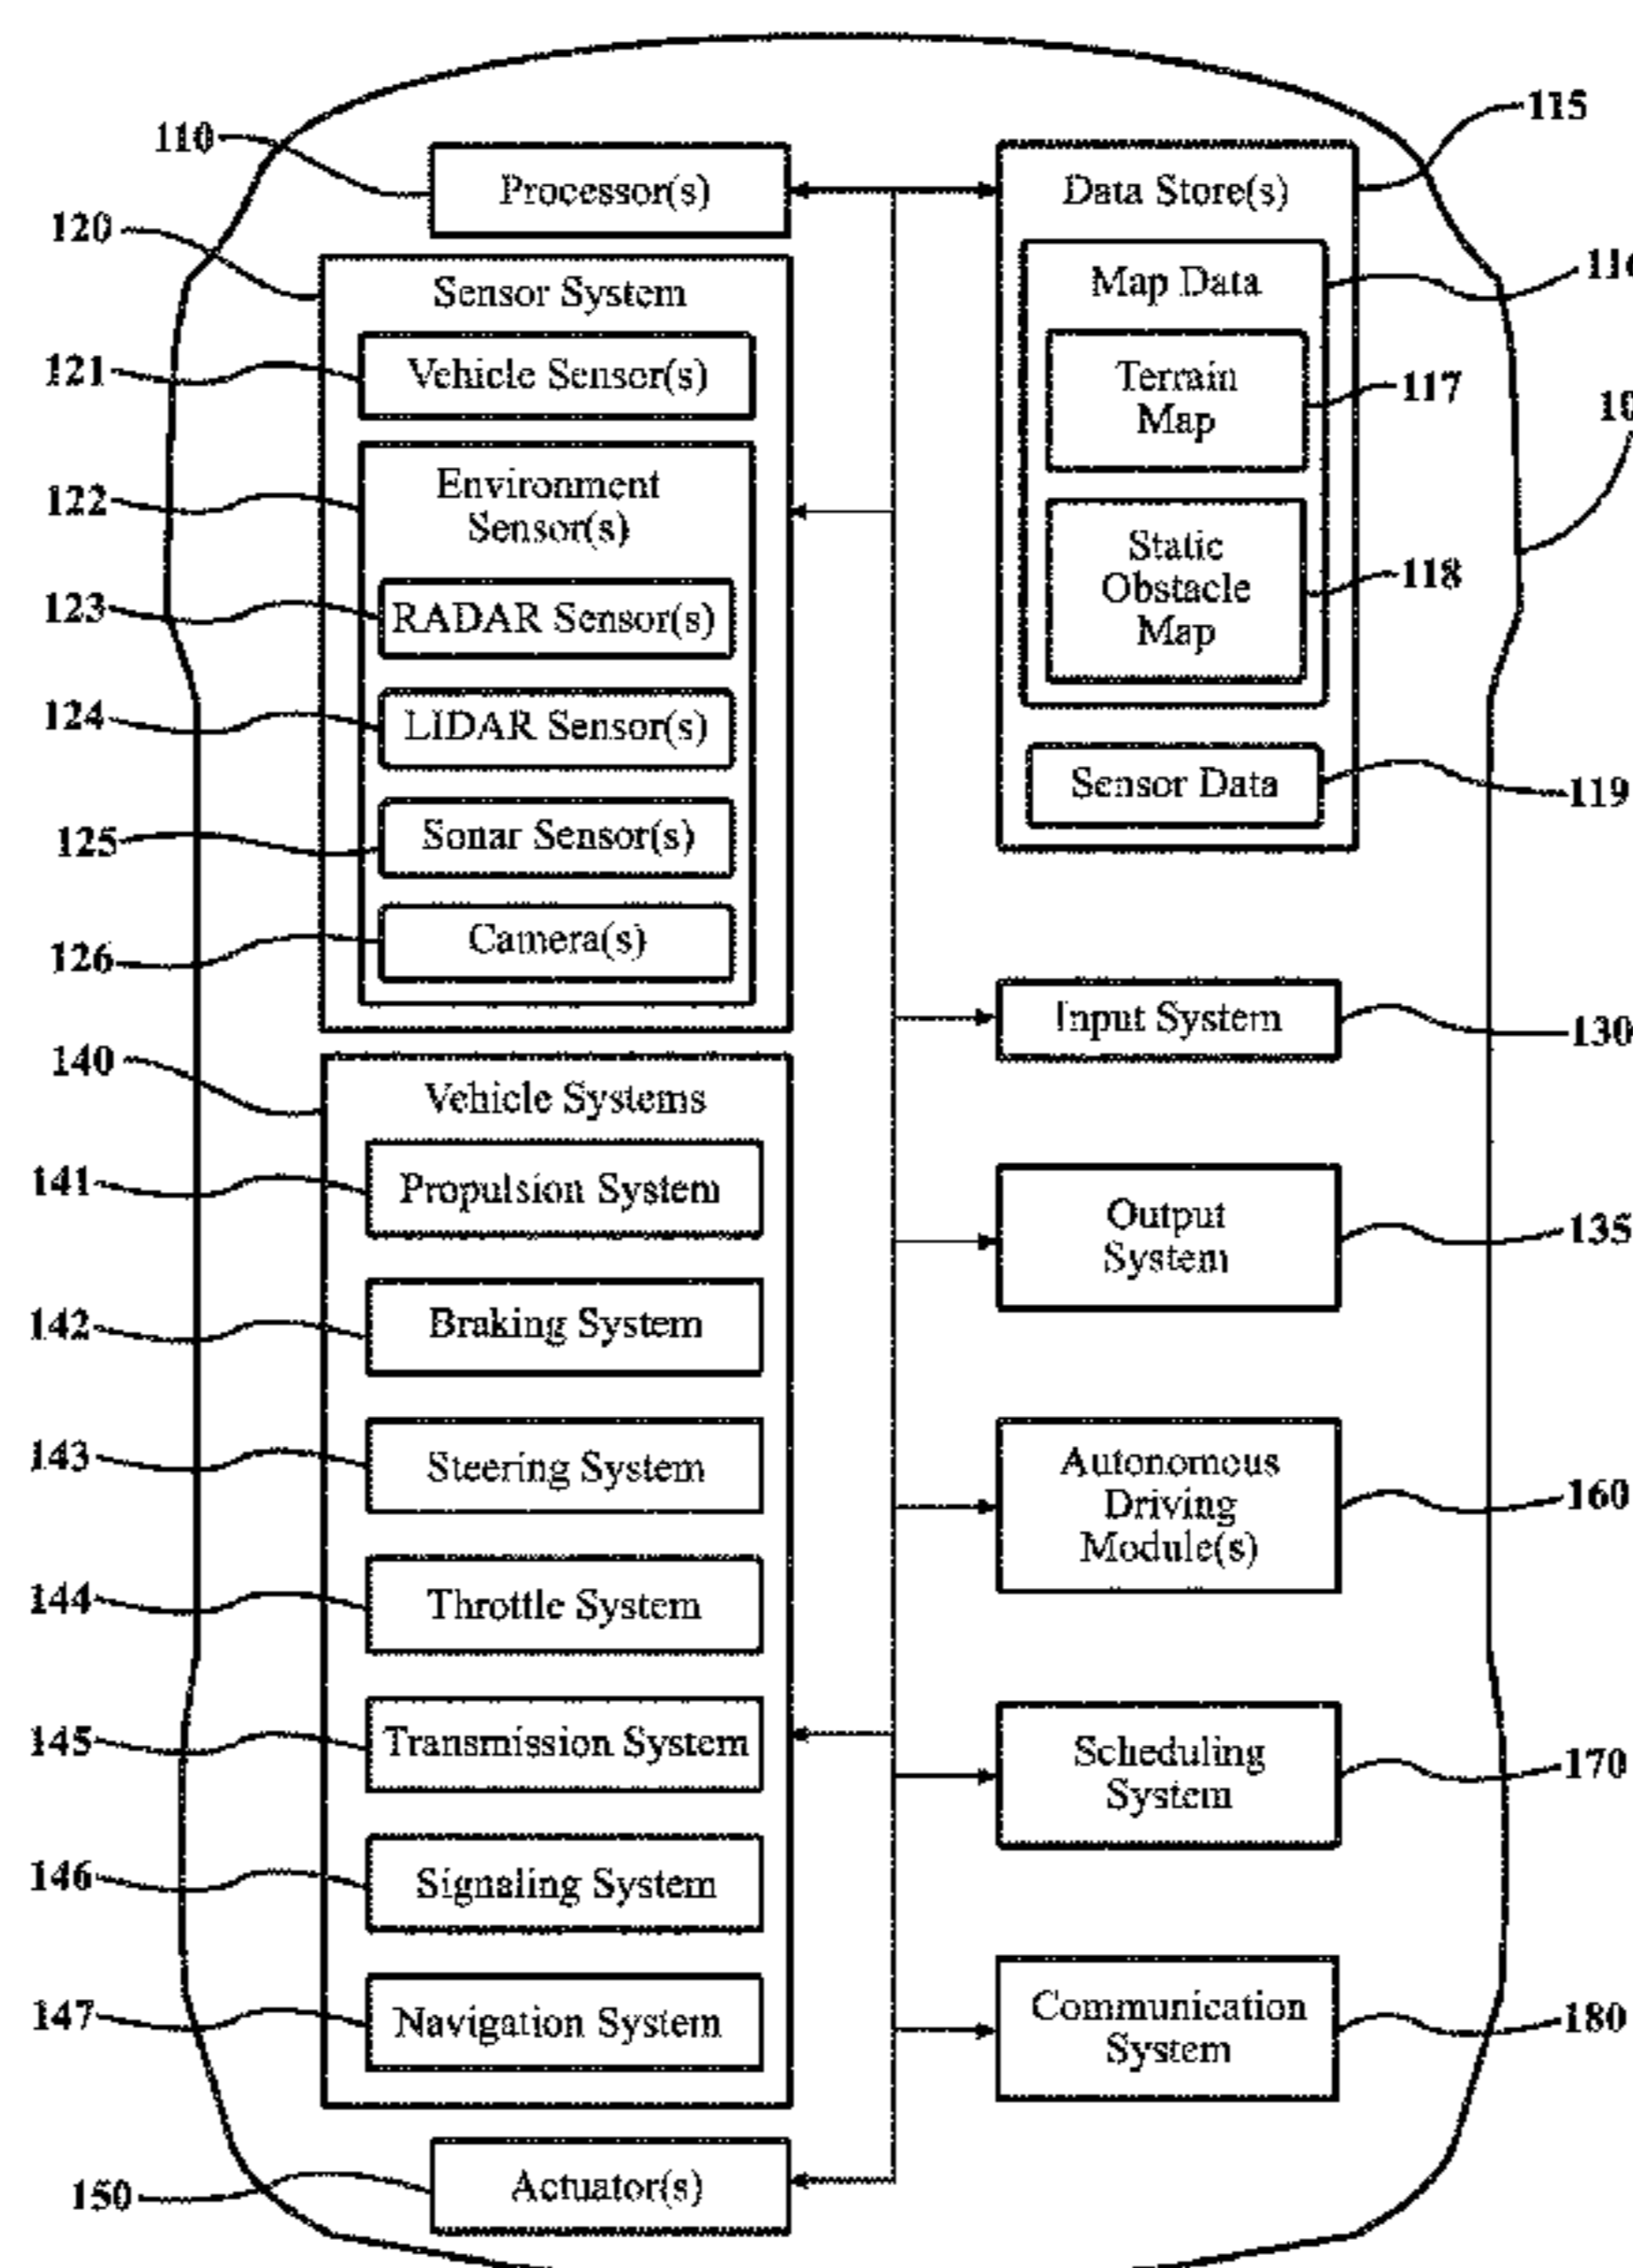 110
Processor(s)
120
Sensor System
121
Vehicle Sensor(s)
122
Environment
Sensor(s)
123
RADAR Sensor(s)
124
LIDAR Sensor(s)
125
Sonar Sensor(s)
126
Camera(s)
140
Vehicle Systems
141
Propulsion System
142
Braking System
143
Steering System
144
Throttle System
145
Transmission System
146
Signaling System
147
Navigation System
150
Actuator(s)
115
Data Store(s)
Map Data
Terrain
Map
117
Static
Obstacle
Map
118
Sensor Data
119
Input System
130
Output
System
135
Autonomous
Driving
Module(s)
160
Scheduling
System
170
Communication
System
180